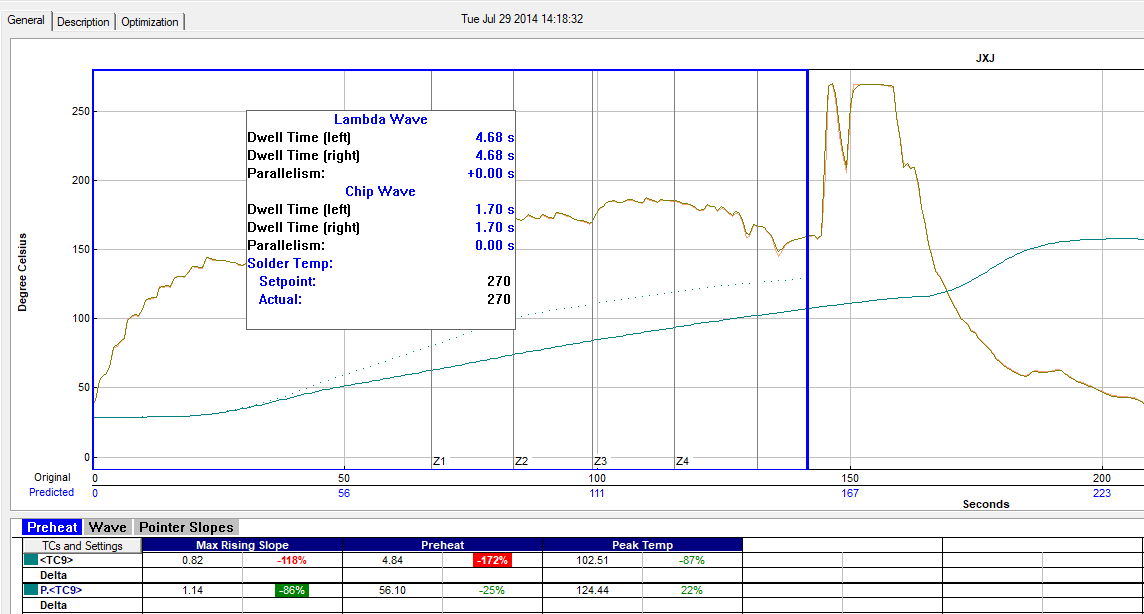 General Description Optimization Tue Jul 29 2014 14:18:32
JXJ
Lambda Wave
Dwell Time (left) 4.68 s
Dwell Time (right) 4.68 s
Parallelism: +0.00 s
Chip Wave
Dwell Time (left) 1.70 s
Dwell Time (right) 1.70 s
Parallelism: 0.00 s
Solder Temp:
Setpoint: 270
Actual: 270
Degree Celsius
250
200
150
100
50
0
Z1 Z2 Z3 Z4
Original 0 50 100 150 200
Predicted 0 56 111 167 223
Seconds
Preheat Wave Pointer Slopes
TCs and Settings Max Rising Slope Preheat Peak Temp
<TC9> 0.82 -118% 4.84 -172% 102.51 -87%
Delta
P.<TC9> 1.14 -86% 56.10 -25% 124.44 22%
Delta